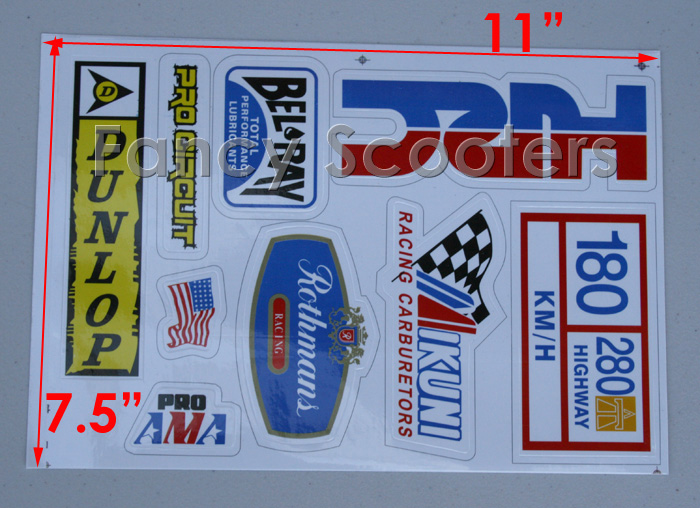 11”
7.5”
Fancy Scooters
D
DUNLOP
PRO CIRCUIT
BEL-RAY
TOTAL
PERFORMANCE
LUBRICANTS
180
KM/H
280
HIGHWAY
MIKUNI
RACING CARBURETORS
Rothmans
RACING
PRO
AMA